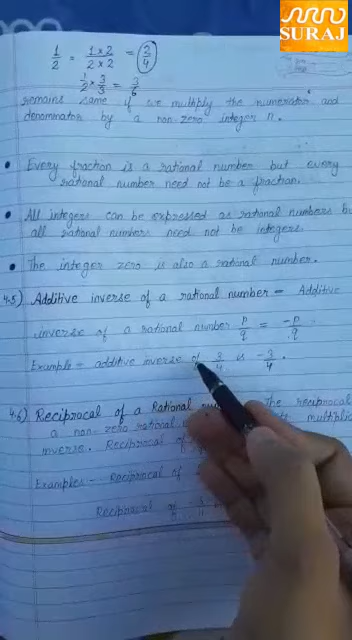 SURAJ
1/2 = 1×2/2×2 = 2/4
1/2 × 3/3 = 3/6
remains same if we multiply the numerator and
denominator by a non-zero integer n.
• Every fraction is a rational number but every
rational number need not be a fraction.
• All integers can be expressed as rational numbers bu
all rational numbers need not be integers.
• The integer zero is also a rational number.
4.5) Additive inverse of a rational number = Additive
inverse of a rational number p/q = -p/q
Example = additive inverse of 3/4 is -3/4.
4.6) Reciprocal of a Rational nu The reciprocal
a non-zero rational multiplic
inverse. Reciprocal of
Examples - Reciprocal of
Reciprocal of